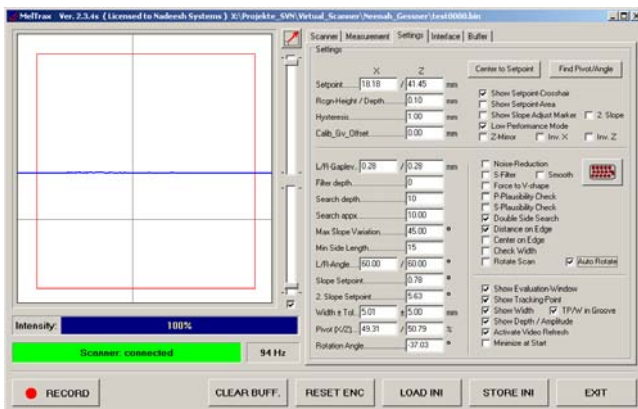 MelTrax Ver. 2.3.4s ( Licensed to Nadeesh Systems ) X:\Projekte_SVN\Virtual_Scanner\Neenah_Gessner\test0000.bin
Scanner Measurement Settings Interface Buffer
Settings
X Z
Center to Setpoint Find Pivot/Angle
Setpoint 18.18 / 41.45 mm
Rcgn-Height / Depth 0.10 mm
Hysteresis 1.00 mm
Calib_Gv_Offset 0.00 mm
Show Setpoint-Crosshair
Show Setpoint-Area
Show Slope Adjust Marker 2. Slope
Low Performance Mode
Z-Mirror Inv. X Inv. Z
L/R-Gaplev. 0.28 / 0.28 mm
Filter depth 0
Search depth 10
Search appx 10.00
Max Slope Variation 45.00 °
Min Side Length 15
L/R-Angle 60.00 / 60.00 °
Slope Setpoint 0.78 °
2. Slope Setpoint 5.63 °
Width ± Tol. 5.01 ± 5.00 mm
Pivot (X/Z) 49.31 / 50.79 %
Rotation Angle -37.03 °
Noise-Reduction
S-Filter Smooth
Force to V-shape
P-Plausibility Check
S-Plausibility Check
Double Side Search
Distance on Edge
Center on Edge
Check Width
Rotate Scan Auto Rotate
Show Evaluation-Window
Show Tracking-Point
Show Width TP/W in Groove
Show Depth / Amplitude
Activate Video Refresh
Minimize at Start
Intensity: 100%
Scanner: connected 94 Hz
RECORD CLEAR BUFF. RESET ENC LOAD INI STORE INI EXIT